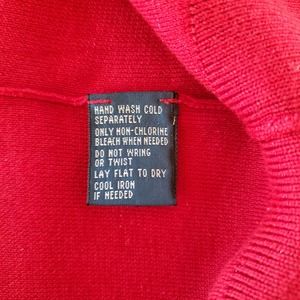 HAND WASH COLD
SEPARATELY
ONLY NON-CHLORINE
BLEACH WHEN NEEDED
DO NOT WRING
OR TWIST
LAY FLAT TO DRY
COOL IRON
IF NEEDED